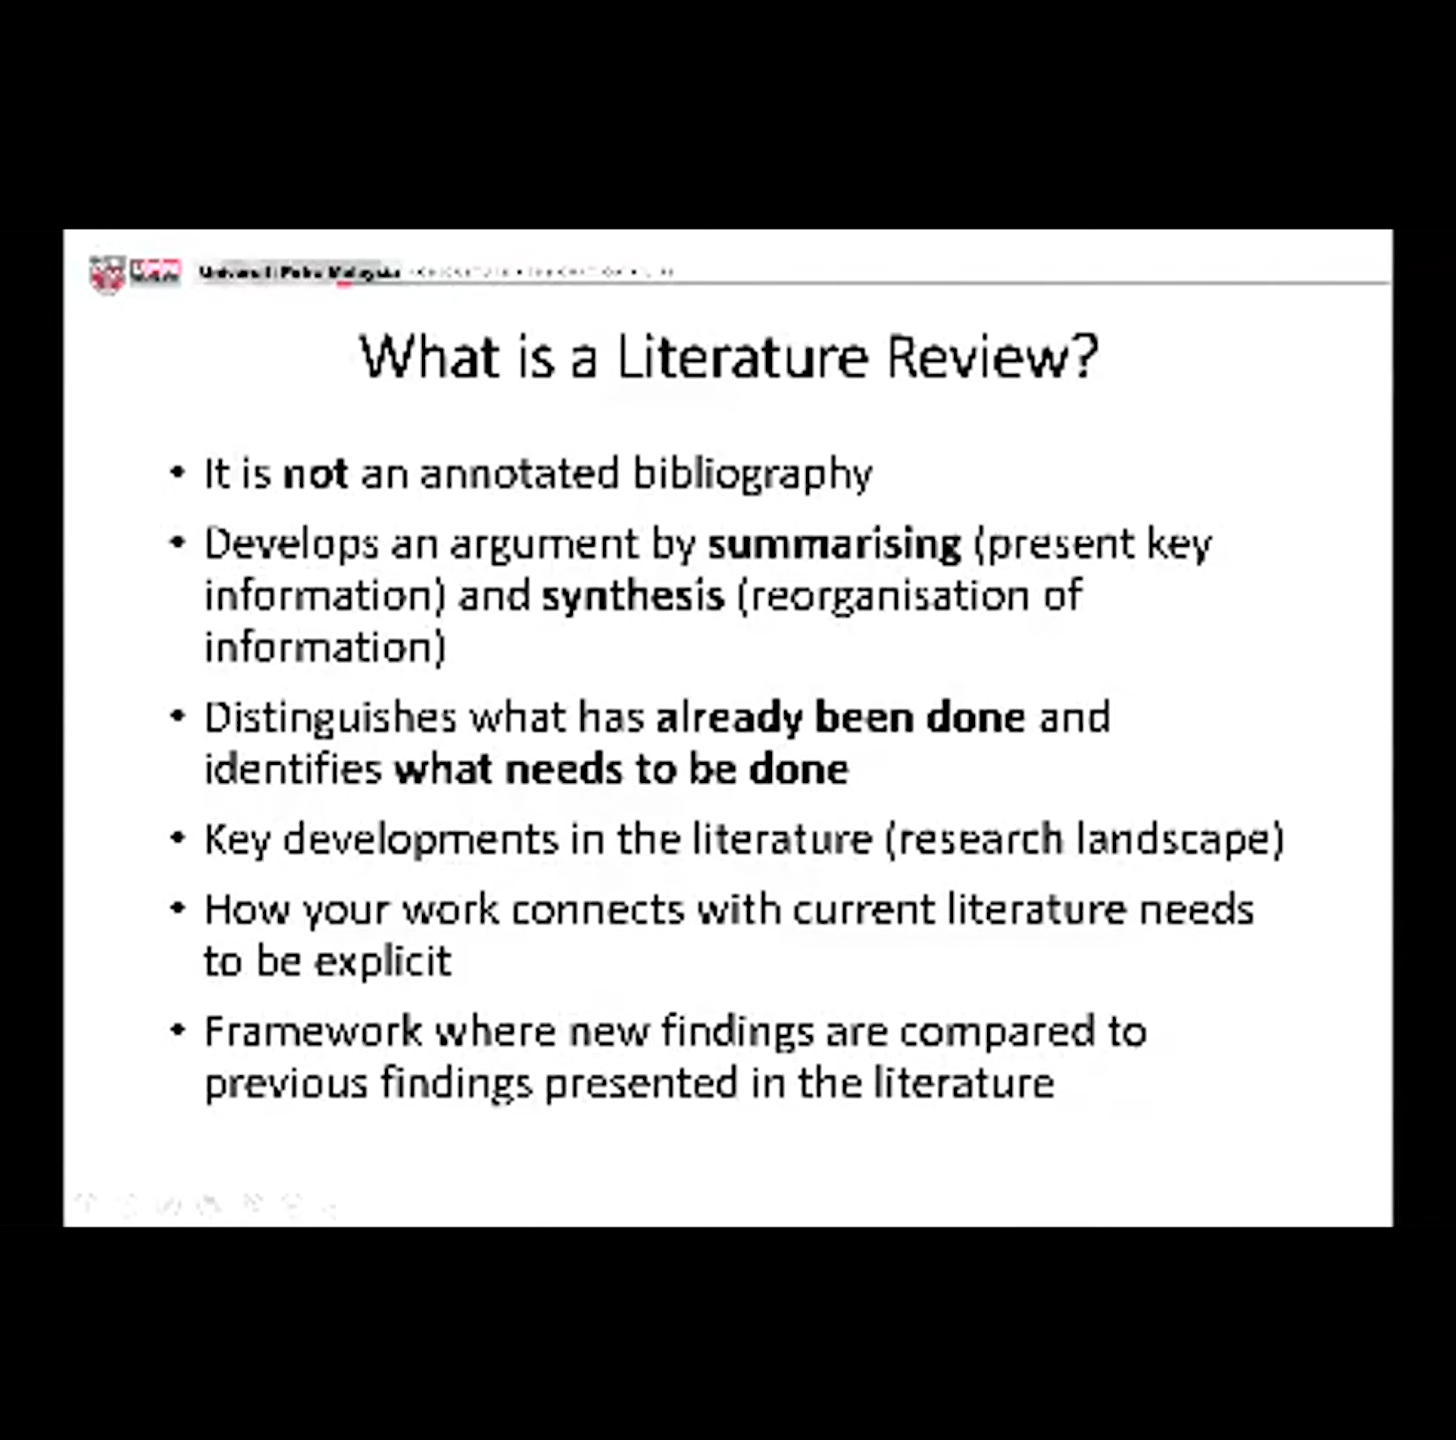 Universiti Putra Malaysia
What is a Literature Review?
• It is not an annotated bibliography
• Develops an argument by summarising (present key
information) and synthesis (reorganisation of
information)
• Distinguishes what has already been done and
identifies what needs to be done
• Key developments in the literature (research landscape)
• How your work connects with current literature needs
to be explicit
• Framework where new findings are compared to
previous findings presented in the literature